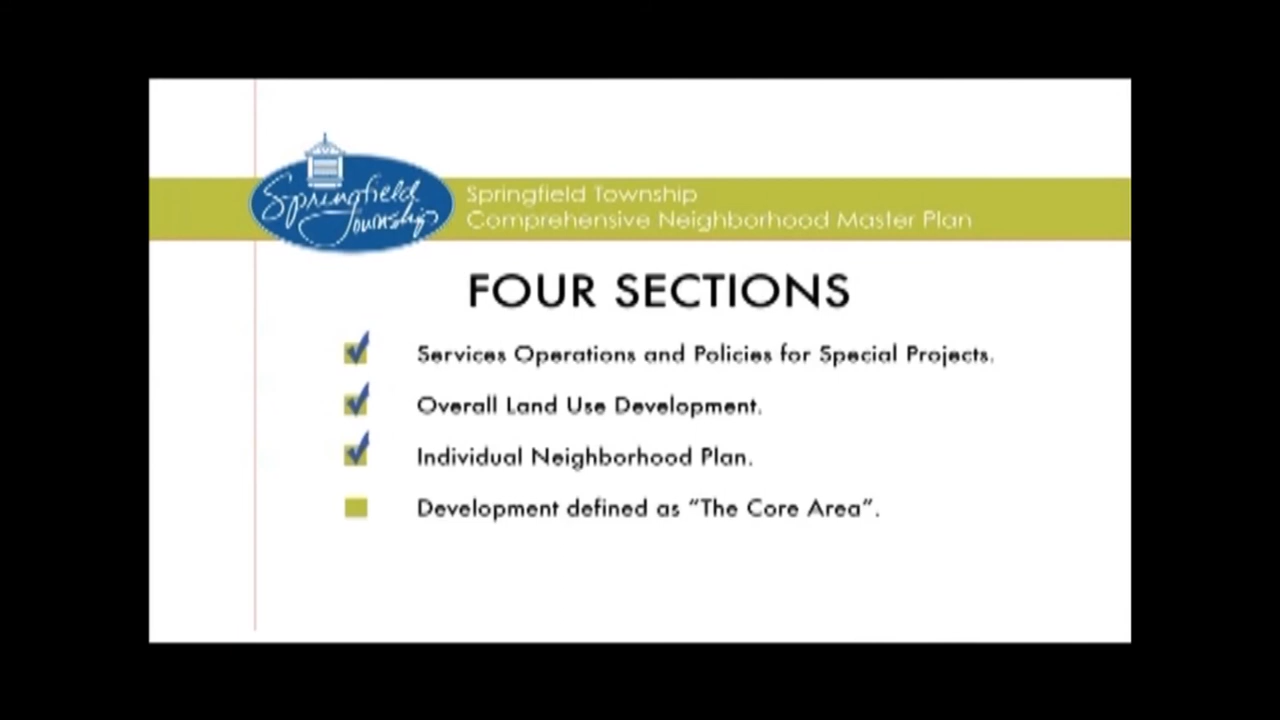 Springfield
Township
Springfield Township
Comprehensive Neighborhood Master Plan
FOUR SECTIONS
Services Operations and Policies for Special Projects.
Overall Land Use Development.
Individual Neighborhood Plan.
Development defined as “The Core Area”.